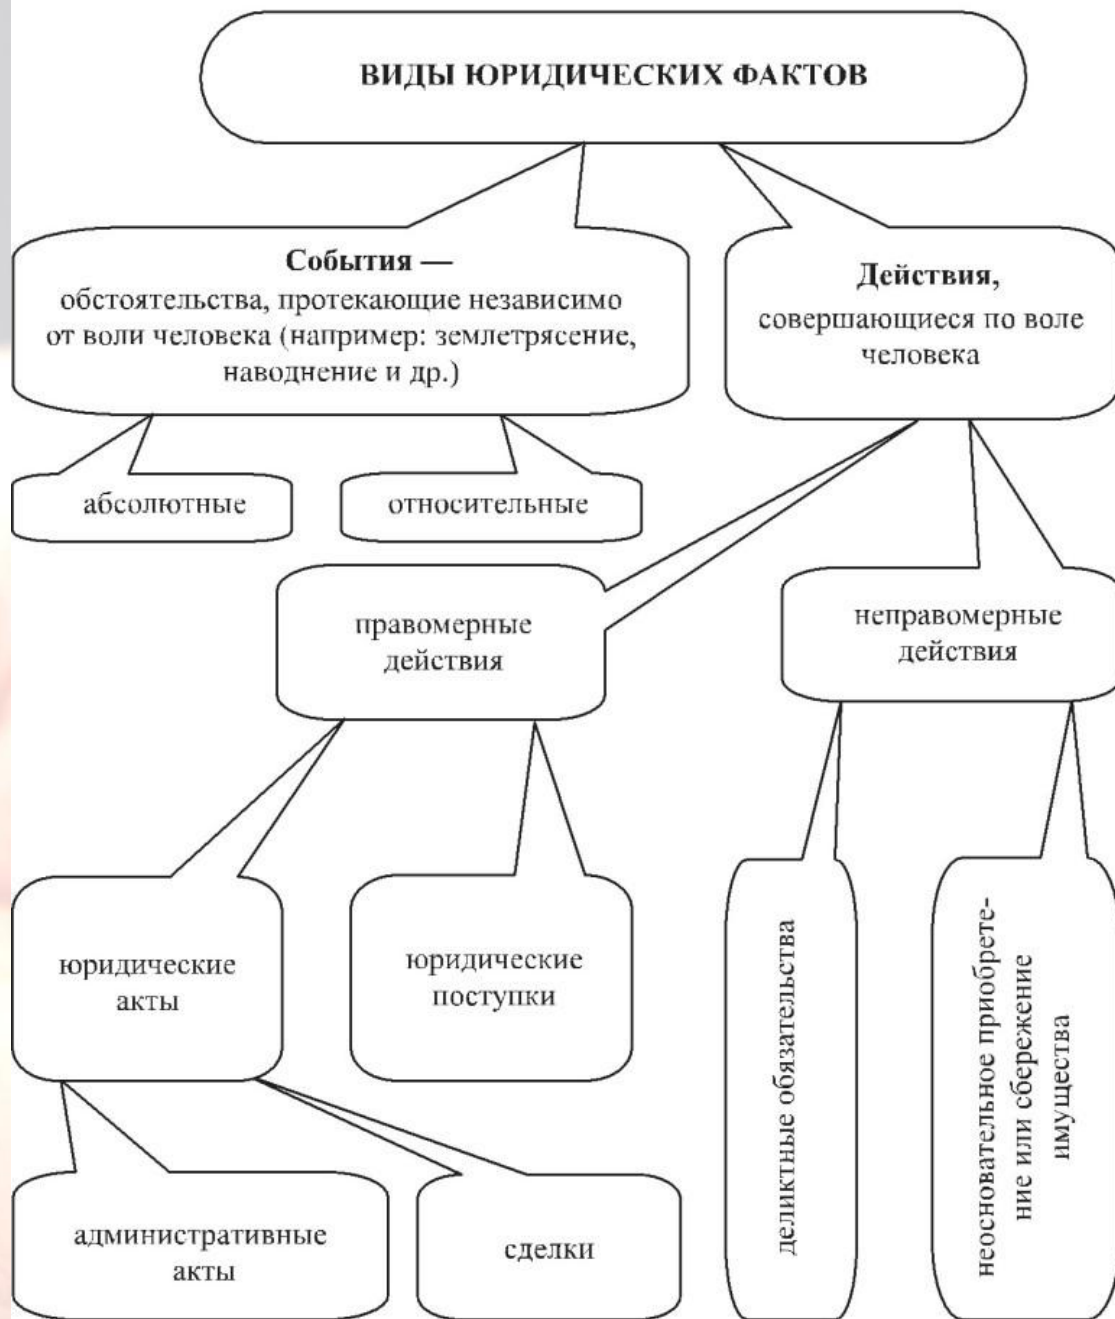 ВИДЫ ЮРИДИЧЕСКИХ ФАКТОВ
События —
обстоятельства, протекающие независимо
от воли человека (например: землетрясение,
наводнение и др.)
Действия,
совершающиеся по воле
человека
абсолютные
относительные
правомерные
действия
неправомерные
действия
юридические
акты
юридические
поступки
деликтные обязательства
неосновательное приобрете-
ние или сбережение
имущества
административные
акты
сделки